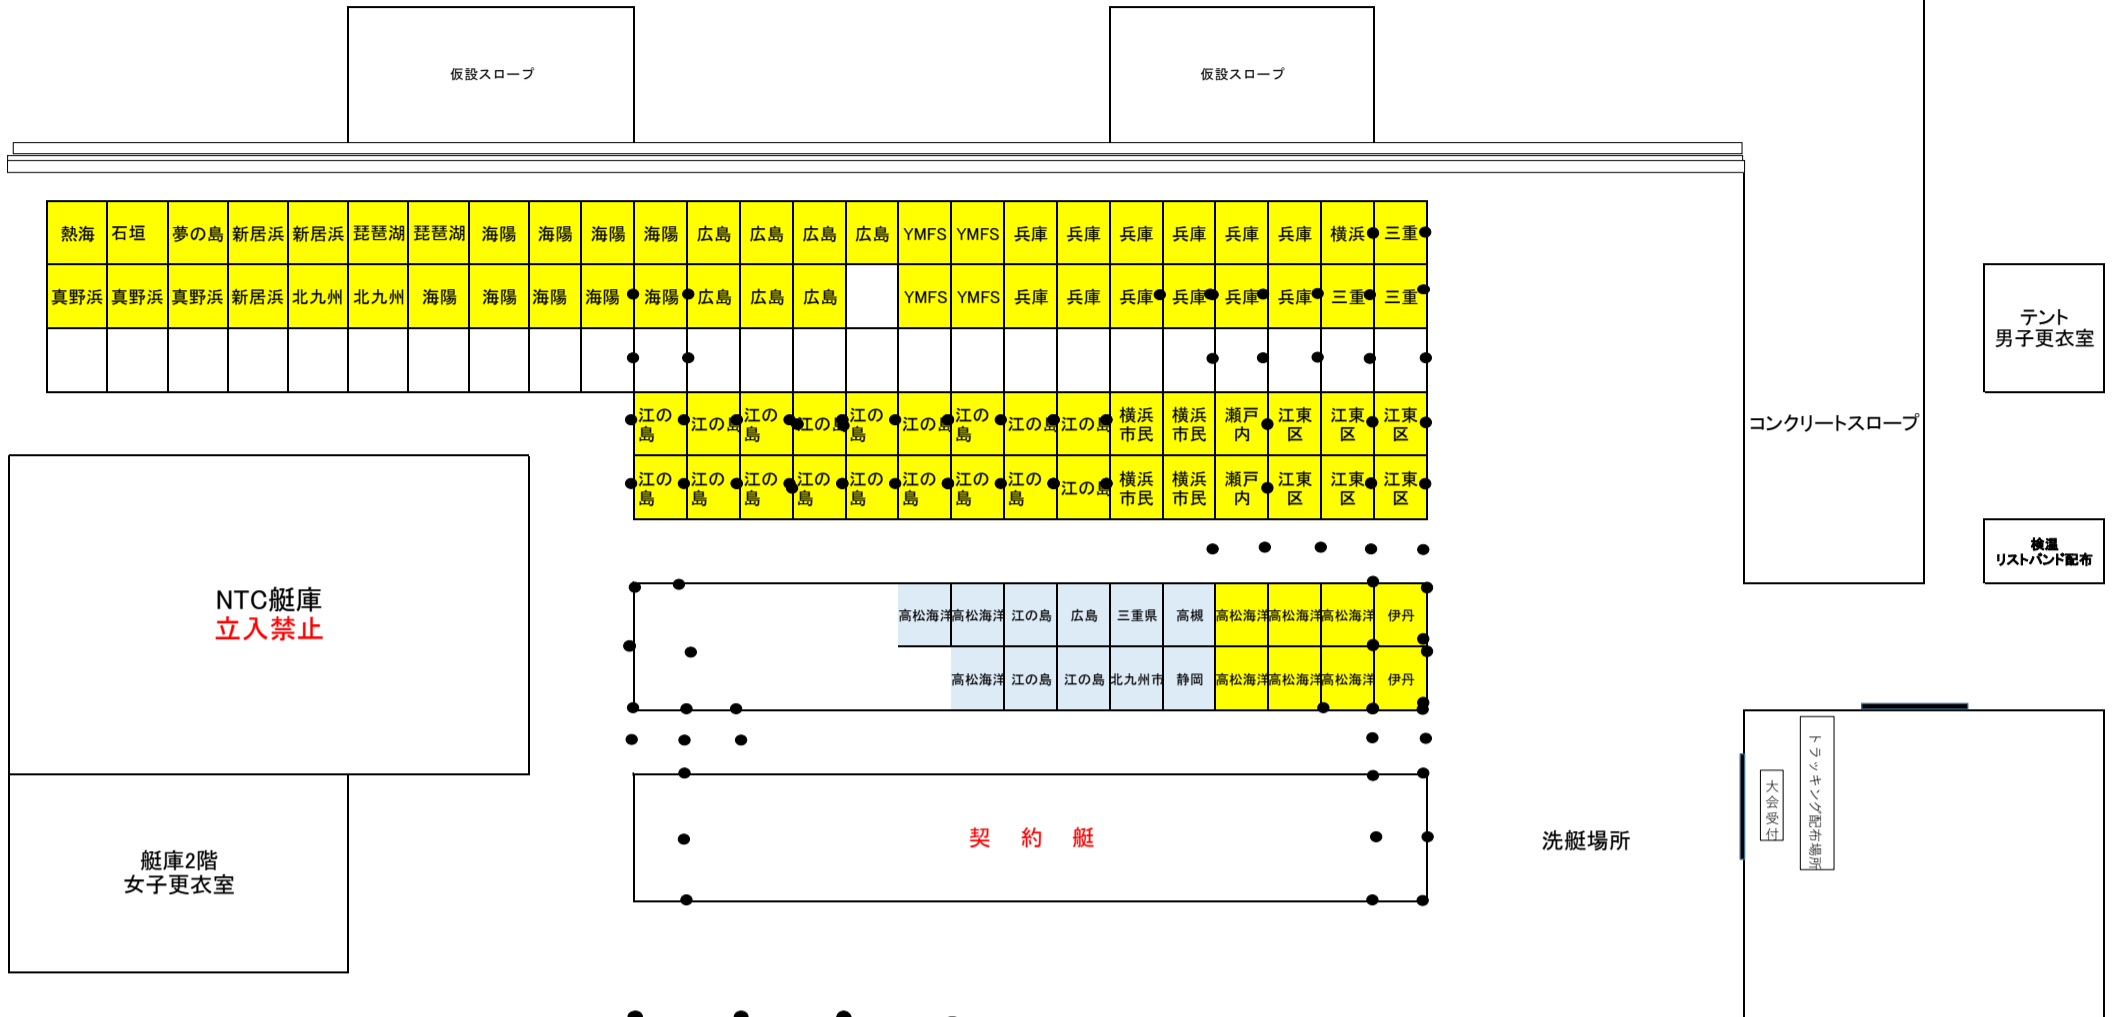 仮設スロープ
仮設スロープ
熱海 石垣 夢の島 新居浜 新居浜 琵琶湖 琵琶湖 海陽 海陽 海陽 海陽 広島 広島 広島 広島 YMFS YMFS 兵庫 兵庫 兵庫 兵庫 兵庫 兵庫 横浜 三重
真野浜 真野浜 真野浜 新居浜 北九州 北九州 海陽 海陽 海陽 海陽 海陽 広島 広島 広島 YMFS YMFS 兵庫 兵庫 兵庫 兵庫 兵庫 兵庫 三重 三重
江の島 江の島 江の島 江の島 江の島 江の島 江の島 江の島 江の島 横浜市民 横浜市民 瀬戸内 江東区 江東区 江東区
江の島 江の島 江の島 江の島 江の島 江の島 江の島 江の島 江の島 横浜市民 横浜市民 瀬戸内 江東区 江東区 江東区
高松海洋 高松海洋 江の島 広島 三重県 高槻 高松海洋 高松海洋 高松海洋 伊丹
高松海洋 江の島 江の島 北九州市 静岡 高松海洋 高松海洋 高松海洋 伊丹
契 約 艇
NTC艇庫
立入禁止
艇庫2階
女子更衣室
洗艇場所
コンクリートスロープ
テント
男子更衣室
検温
リストバンド配布
大会受付
トラッキング配布場所